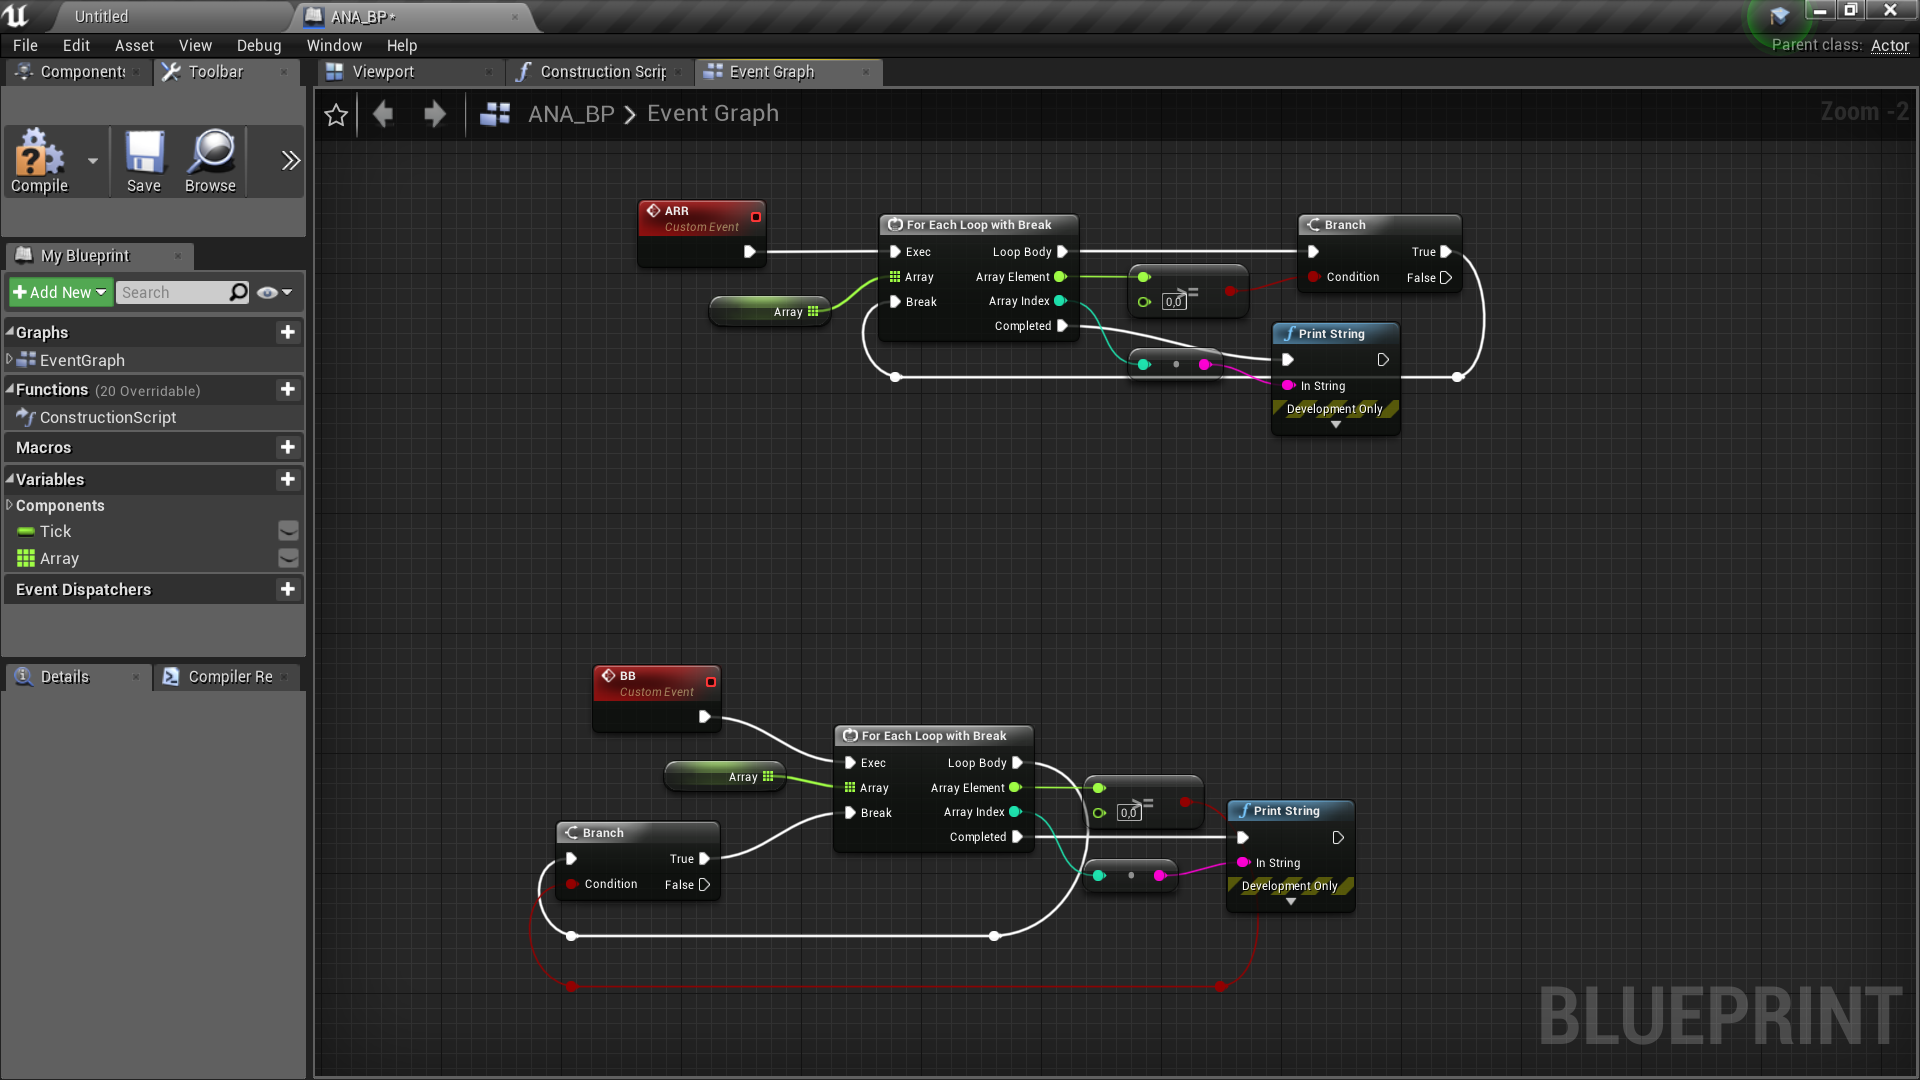 Untitled
ANA_BP*
File Edit Asset View Debug Window Help
Parent class: Actor
Components
Toolbar
Viewport
Construction Scrip
Event Graph
ANA_BP > Event Graph
Zoom -2
Compile
Save
Browse
My Blueprint
Add New
Search
Graphs
EventGraph
Functions (20 Overridable)
ConstructionScript
Macros
Variables
Components
Tick
Array
Event Dispatchers
Details
Compiler Re
ARR
Custom Event
Array
For Each Loop with Break
Exec Loop Body
Array Array Element
Array Index
Break
Completed
>=
0,0
Branch
True
Condition False
Print String
In String
Development Only
BB
Custom Event
Array
For Each Loop with Break
Exec Loop Body
Array Array Element
Array Index
Break
Completed
Branch
True
Condition False
>=
0,0
Print String
In String
Development Only
BLUEPRINT